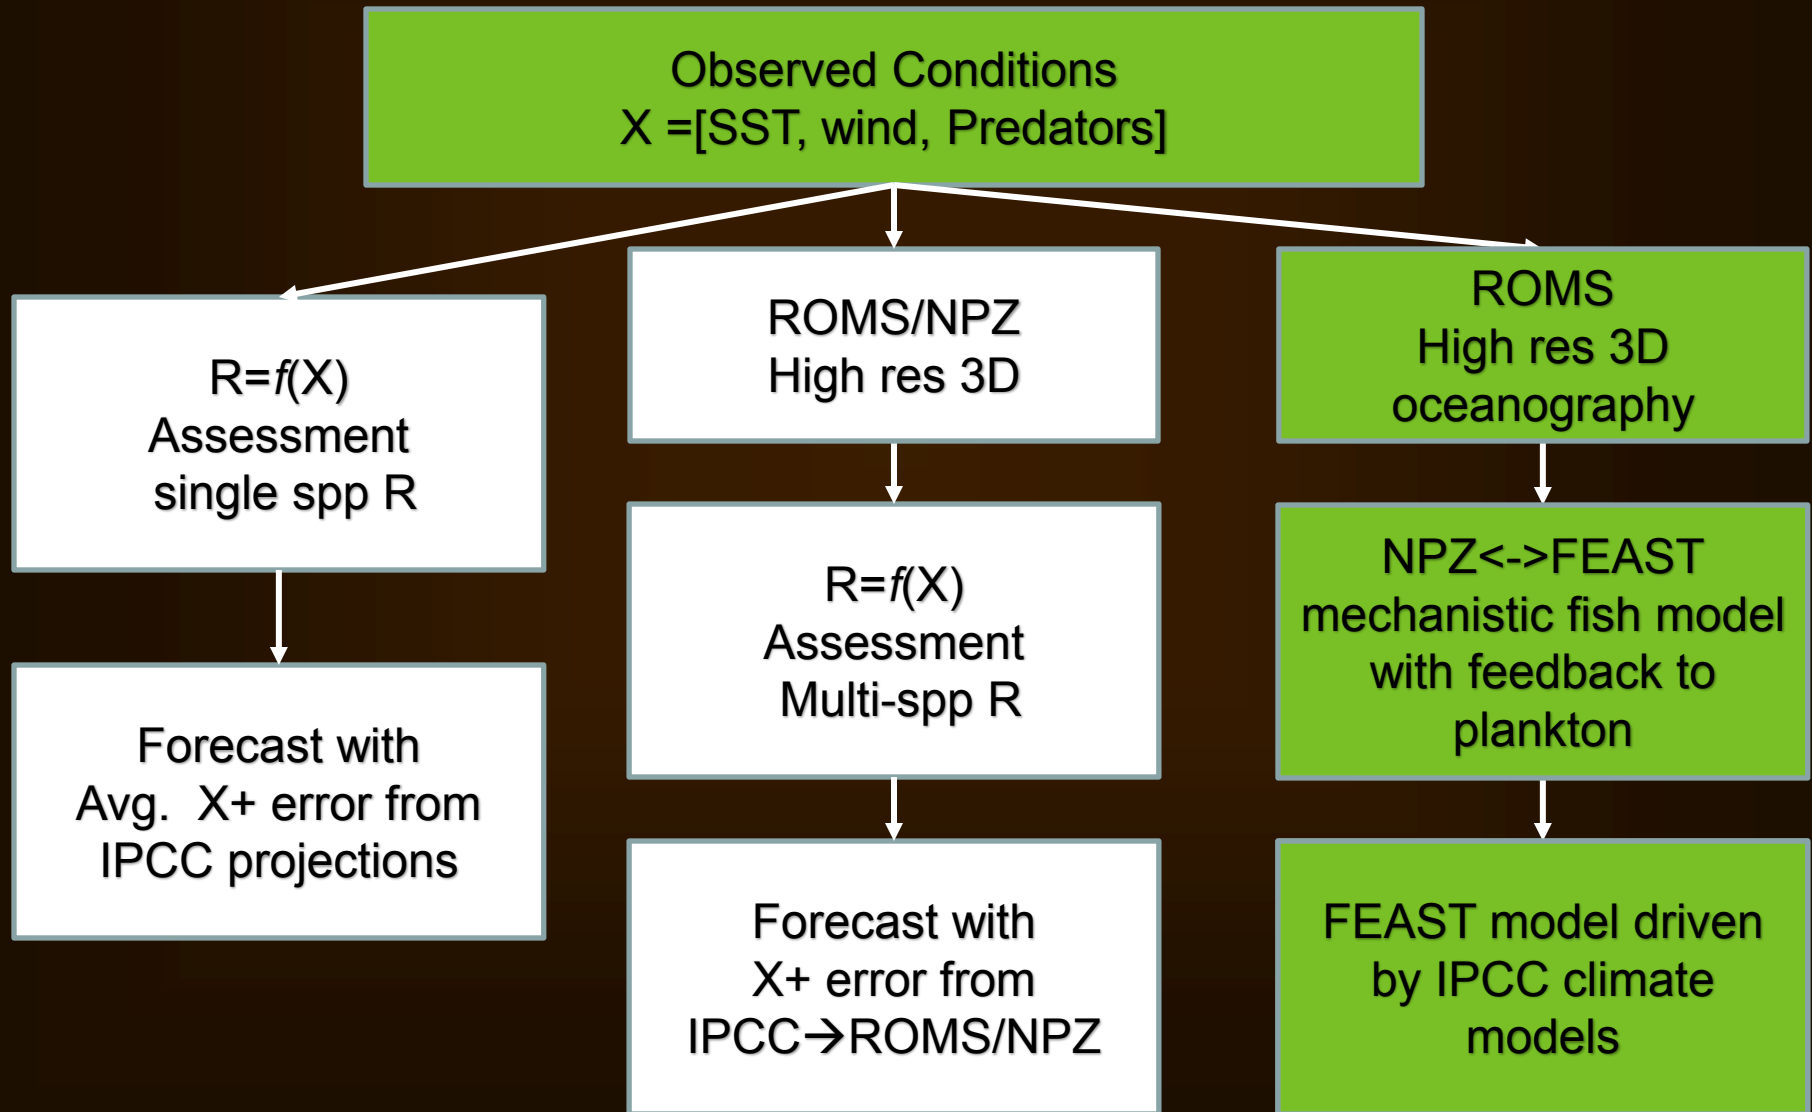 Observed Conditions
X =[SST, wind, Predators]
R=f(X)
Assessment
single spp R
Forecast with
Avg.  X+ error from
IPCC projections
ROMS/NPZ
High res 3D
R=f(X)
Assessment
Multi-spp R
Forecast with
X+ error from
IPCC→ROMS/NPZ
ROMS
High res 3D
oceanography
NPZ<->FEAST
mechanistic fish model
with feedback to
plankton
FEAST model driven
by IPCC climate
models